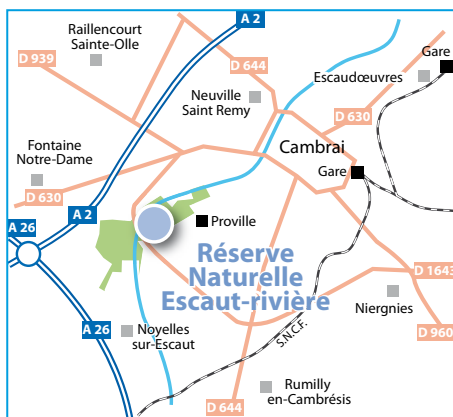 A 2
Raillencourt
Sainte-Olle
Gare
D 939
D 644
Escaudœuvres
Neuville
Saint Remy
D 630
Fontaine
Notre-Dame
Cambrai
Gare
D 630
A 2
A 26
Proville
Réserve
Naturelle
Escaut-rivière
D 1643
Niergnies
A 26
Noyelles
sur-Escaut
S.N.C.F.
D 960
Rumilly
en-Cambrésis
D 644